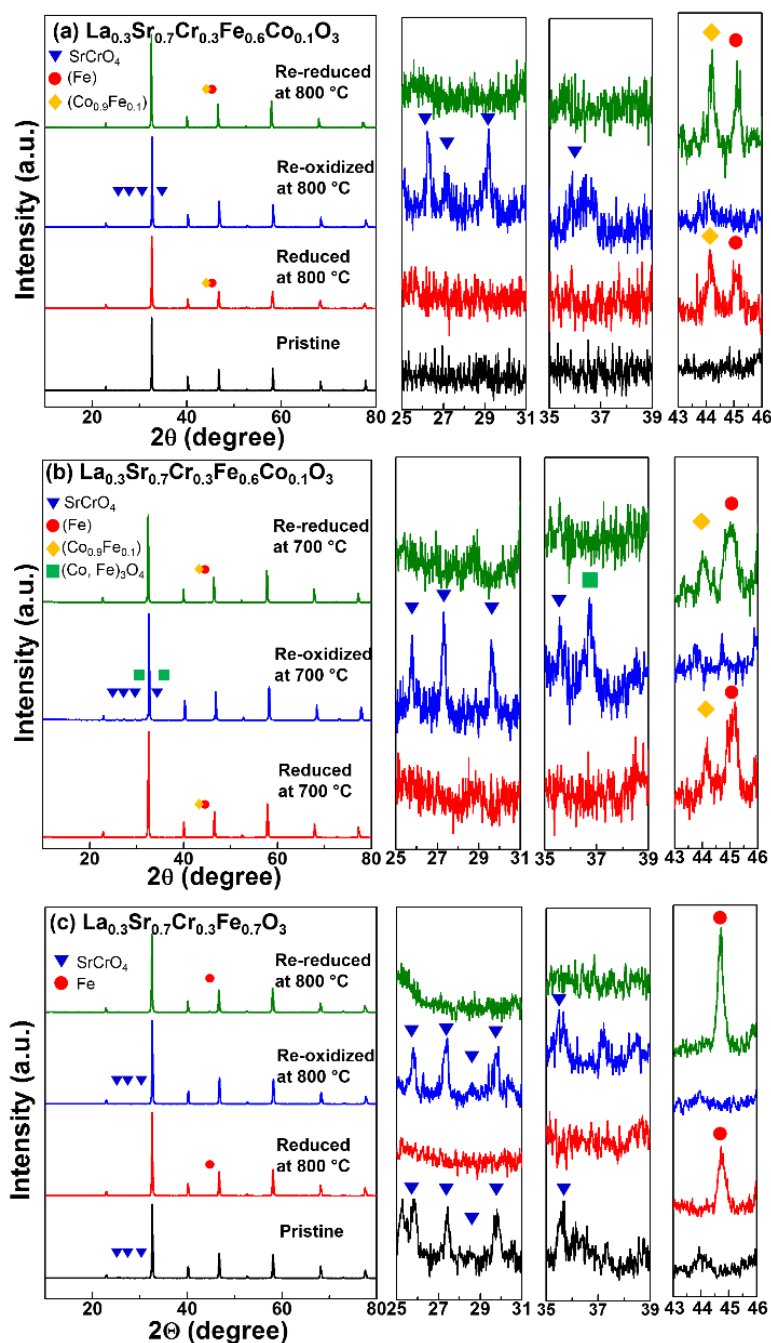 (a) La0.3Sr0.7Cr0.3Fe0.6Co0.1O3
SrCrO4
(Fe)
(Co0.9Fe0.1)
Re-reduced
at 800 °C
Re-oxidized
at 800 °C
Reduced
at 800 °C
Pristine
Intensity (a.u.)
20 40 60 80
2θ (degree)
25 27 29 31
35 37 39
43 44 45 46
(b) La0.3Sr0.7Cr0.3Fe0.6Co0.1O3
SrCrO4
(Fe)
(Co0.9Fe0.1)
(Co, Fe)3O4
Re-reduced
at 700 °C
Re-oxidized
at 700 °C
Reduced
at 700 °C
Intensity (a.u.)
20 40 60 80
2θ (degree)
25 27 29 31
35 37 39
43 44 45 46
(c) La0.3Sr0.7Cr0.3Fe0.7O3
SrCrO4
Fe
Re-reduced
at 800 °C
Re-oxidized
at 800 °C
Reduced
at 800 °C
Pristine
Intensity (a.u.)
20 40 60 80
2Θ (degree)
25 27 29 31
35 37 39
43 44 45 46